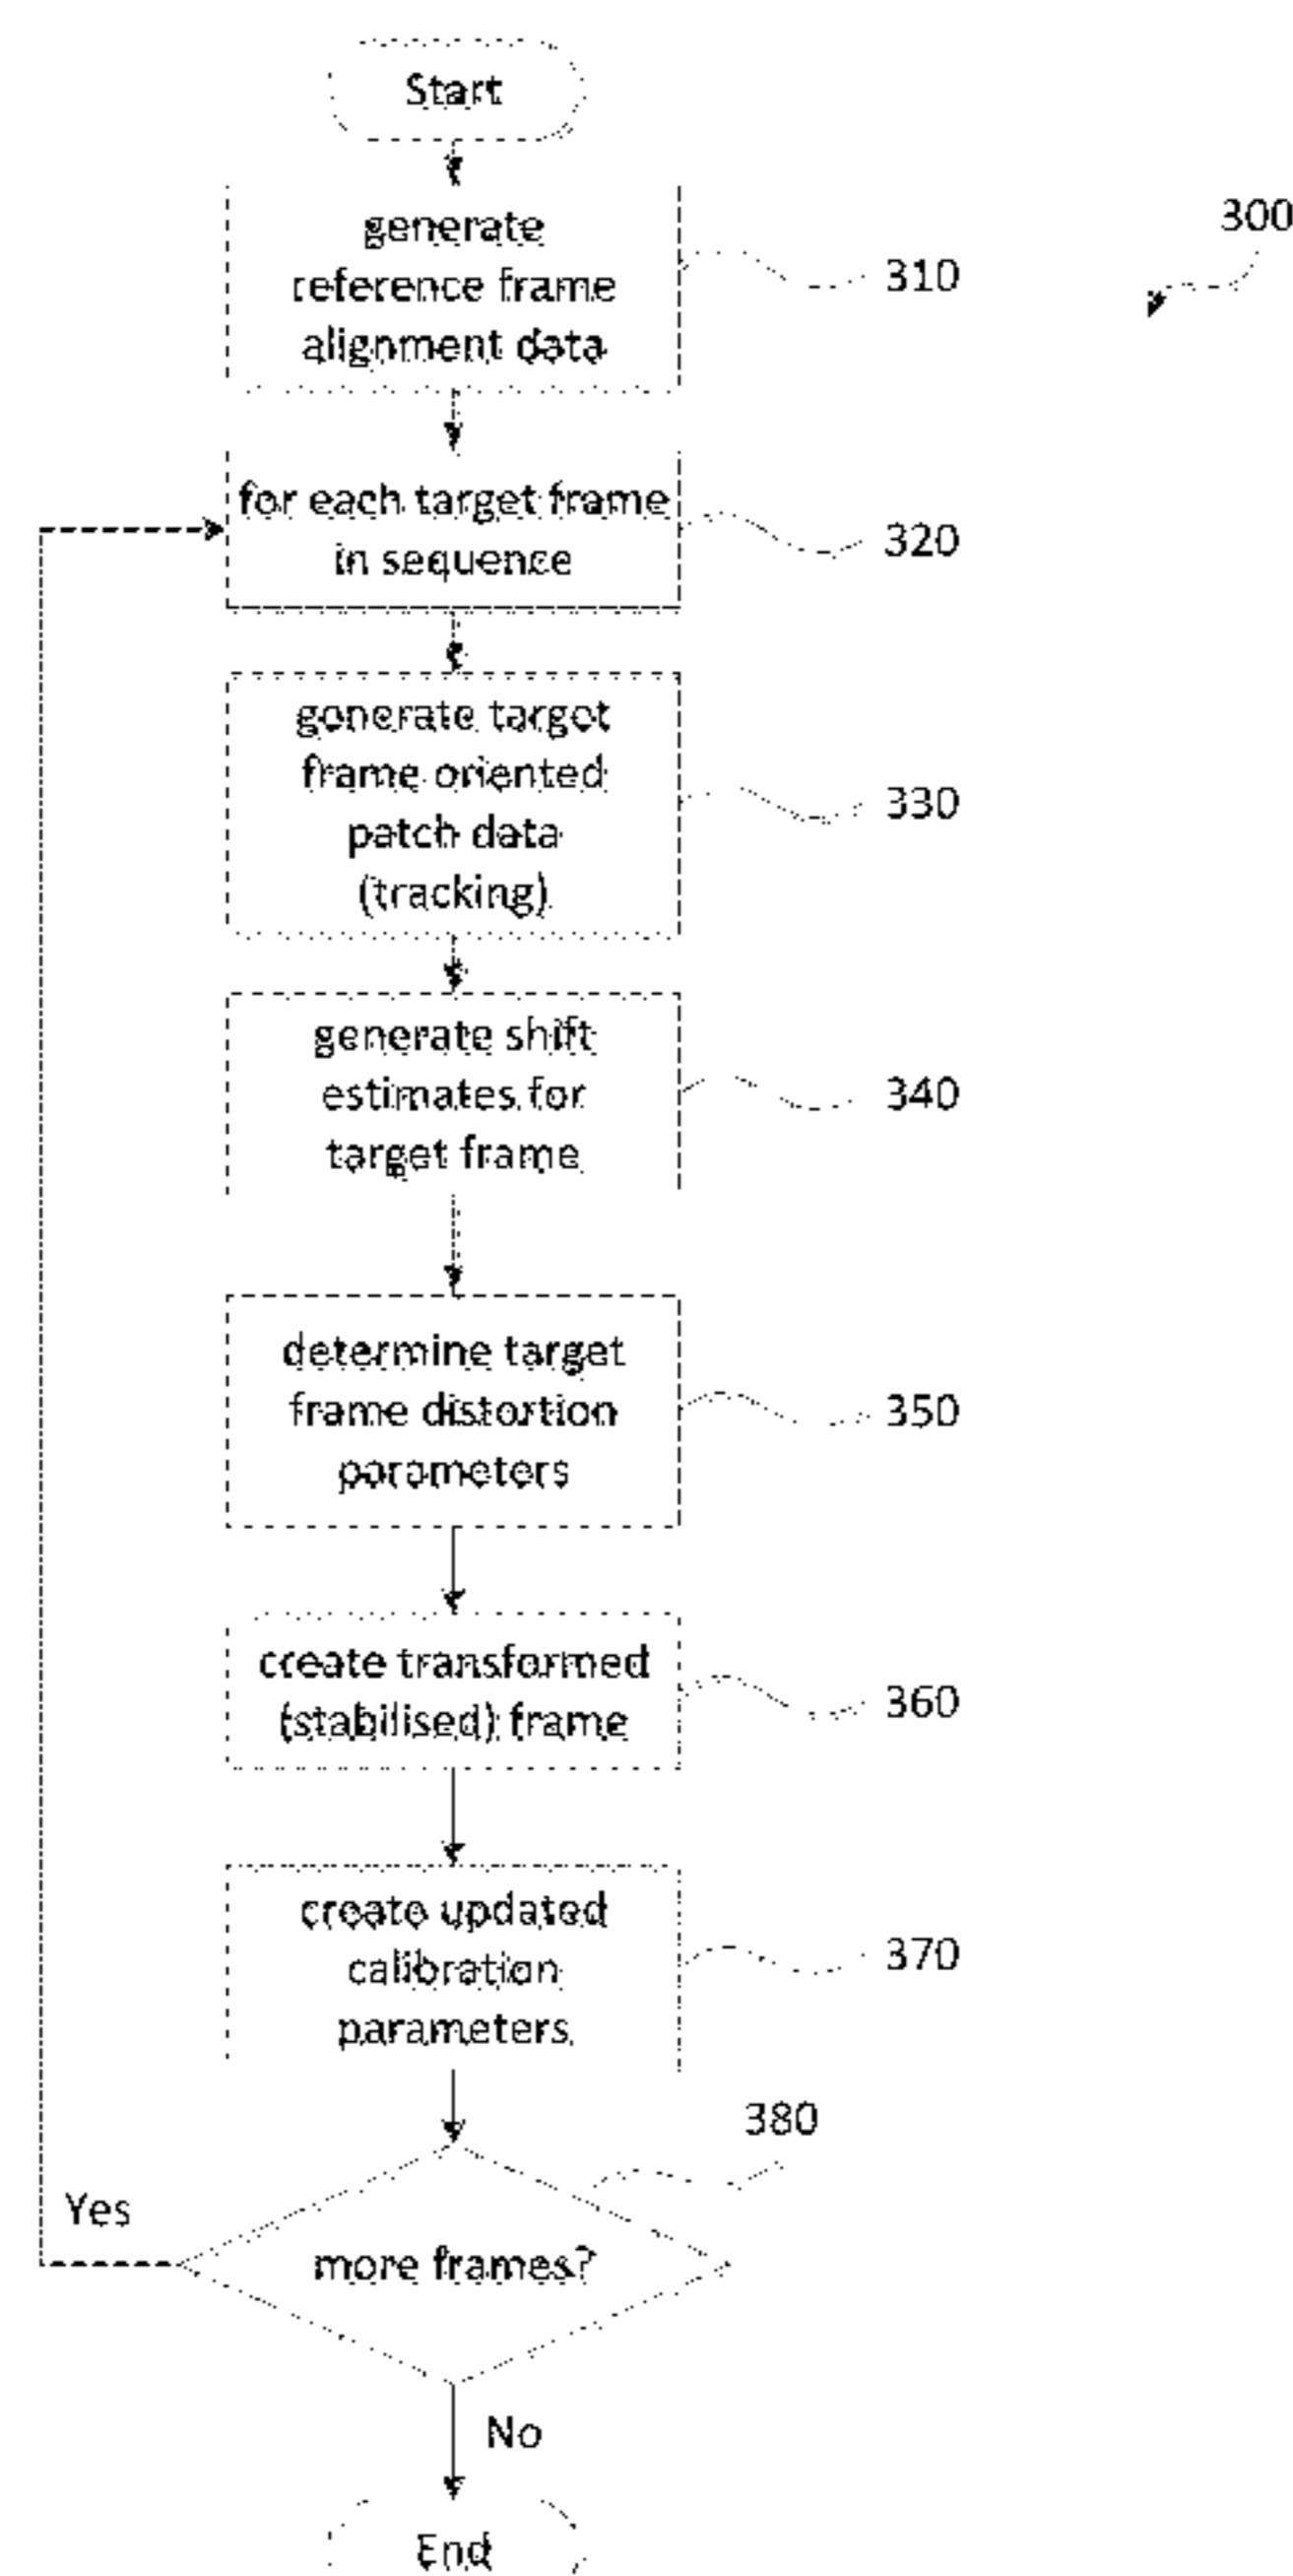 Start
300
generate
reference frame
alignment data
310
for each target frame
in sequence
320
generate target
frame oriented
patch data
(tracking)
330
generate shift
estimates for
target frame
340
determine target
frame distortion
parameters
350
create transformed
(stabilised) frame
360
create updated
calibration
parameters
370
380
Yes
more frames?
No
End